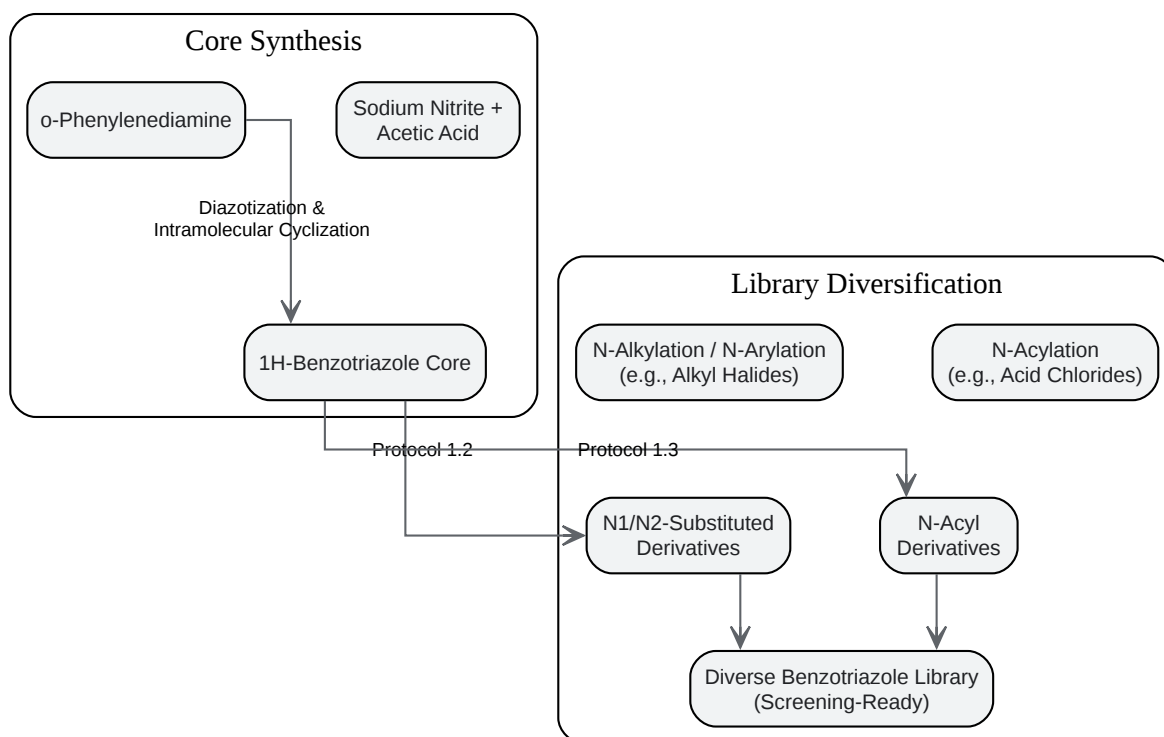 Core Synthesis
o-Phenylenediamine
Sodium Nitrite +
Acetic Acid
Diazotization &
Intramolecular Cyclization
1H-Benzotriazole Core
Library Diversification
N-Alkylation / N-Arylation
(e.g., Alkyl Halides)
N-Acylation
(e.g., Acid Chlorides)
Protocol 1.2
Protocol 1.3
N1/N2-Substituted
Derivatives
N-Acyl
Derivatives
Diverse Benzotriazole Library
(Screening-Ready)